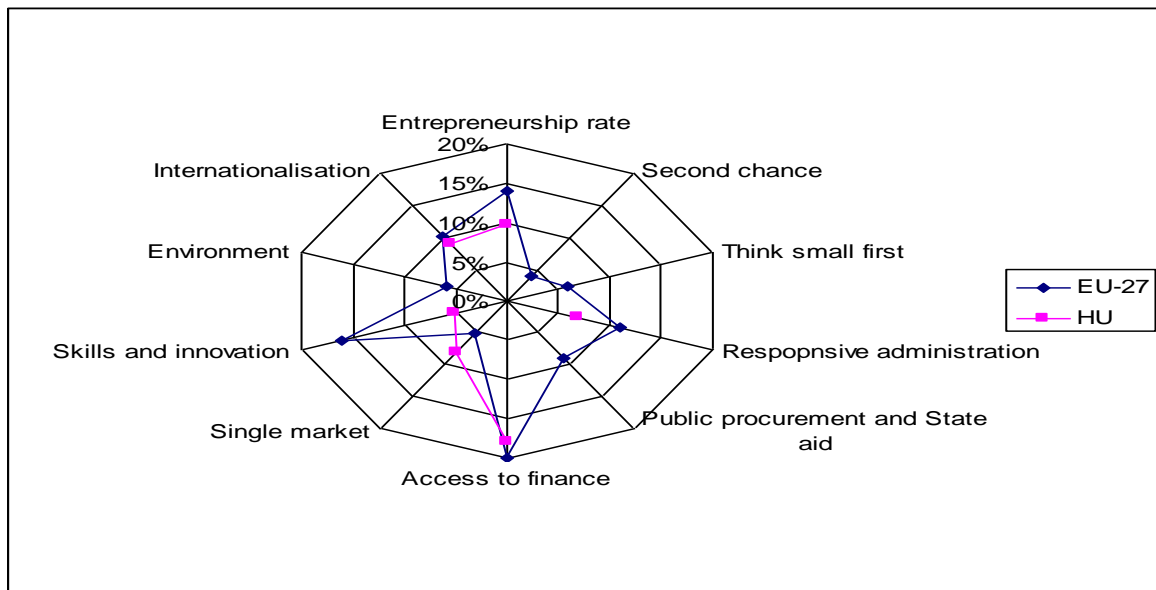 Entrepreneurship rate
20%
Internationalisation
Second chance
15%
10%
Environment
Think small first
5%
EU-27
0%
HU
Skills and innovation
Respopnsive administration
Single market
Public procurement and State
aid
Access to finance